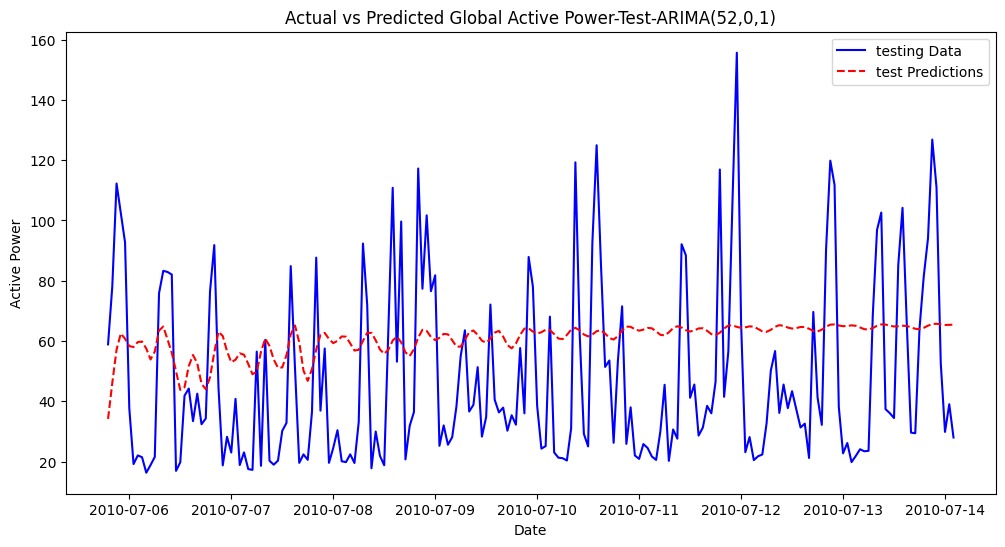 Actual vs Predicted Global Active Power-Test-ARIMA(52,0,1)
testing Data
test Predictions
Active Power
160
140
120
100
80
60
40
20
2010-07-06 2010-07-07 2010-07-08 2010-07-09 2010-07-10 2010-07-11 2010-07-12 2010-07-13 2010-07-14
Date